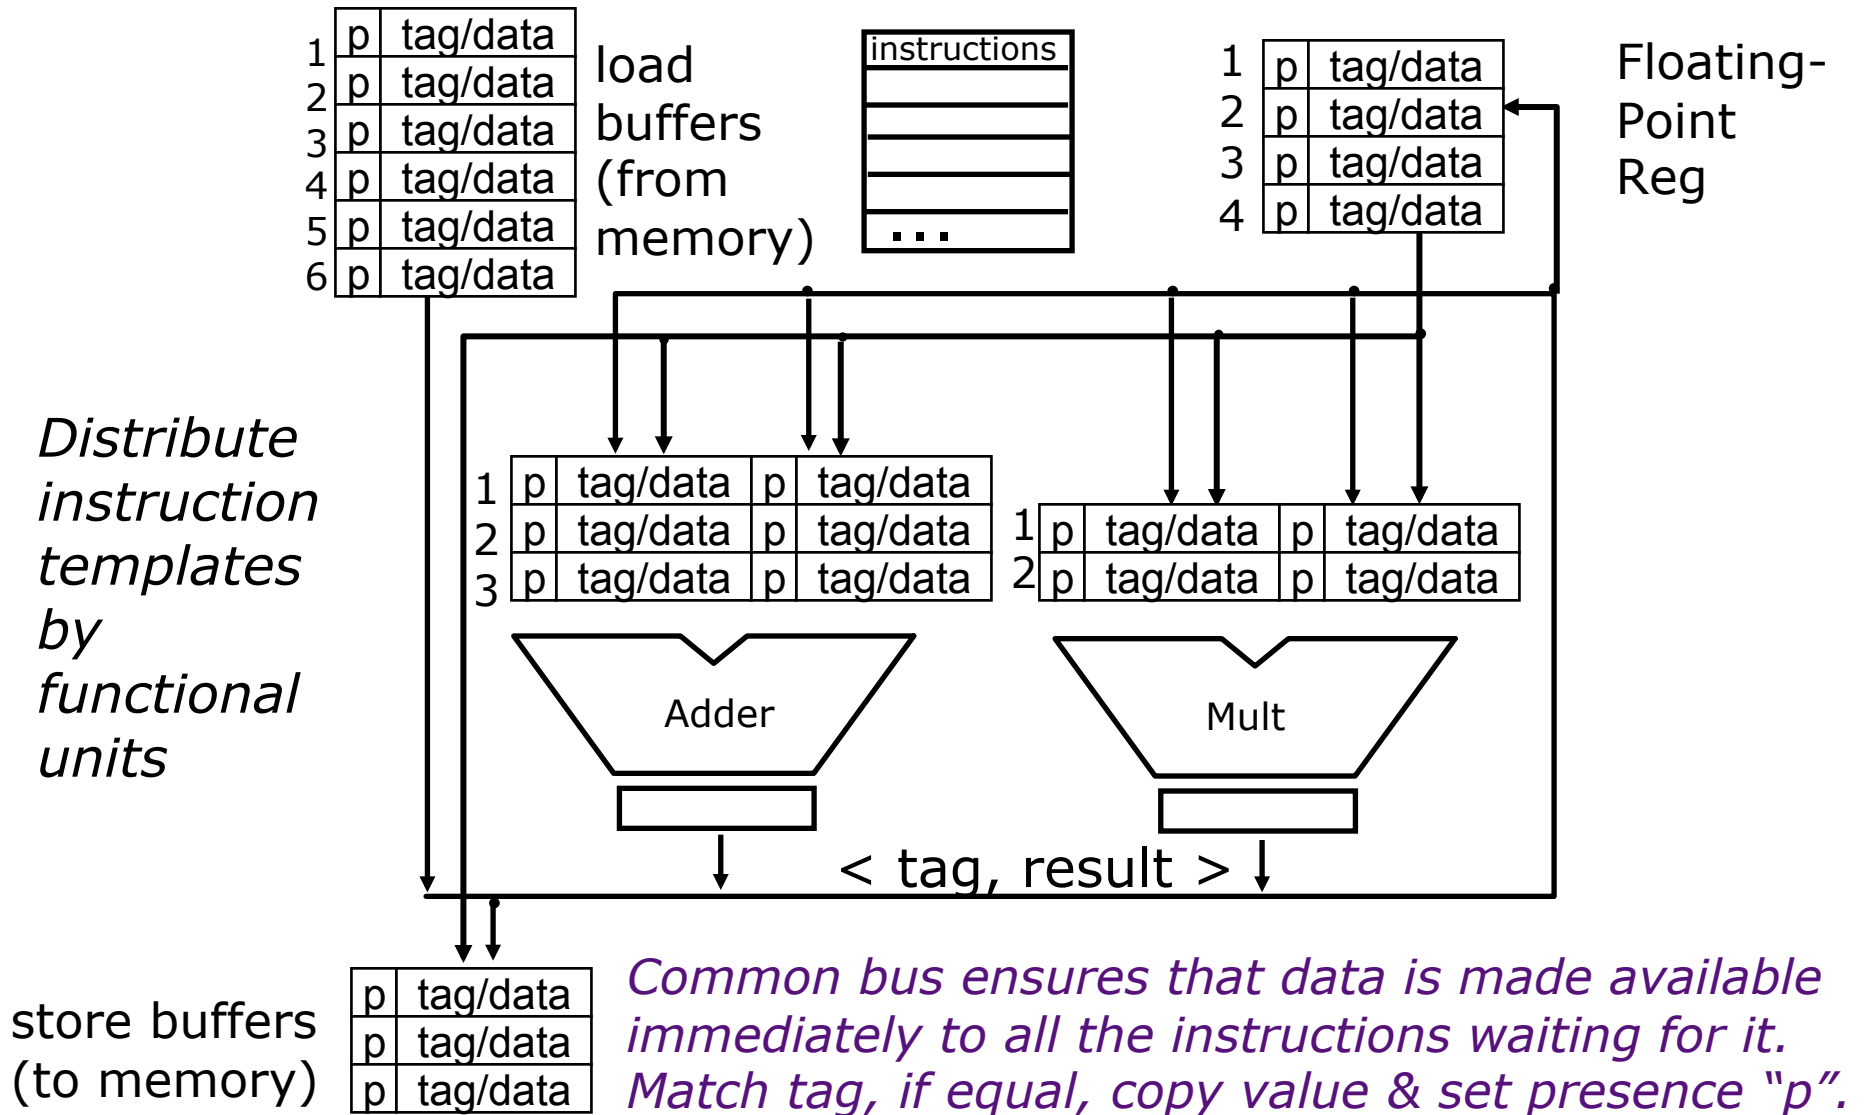 1 p tag/data
2 p tag/data
3 p tag/data
4 p tag/data
5 p tag/data
6 p tag/data
load
buffers
(from
memory)
instructions
...
1 p tag/data
2 p tag/data
3 p tag/data
4 p tag/data
Floating-
Point
Reg
Distribute
instruction
templates
by
functional
units
1 p tag/data p tag/data
2 p tag/data p tag/data
3 p tag/data p tag/data
1 p tag/data p tag/data
2 p tag/data p tag/data
Adder
Mult
< tag, result >
store buffers
(to memory)
p tag/data
p tag/data
p tag/data
Common bus ensures that data is made available
immediately to all the instructions waiting for it.
Match tag, if equal, copy value & set presence “p”.